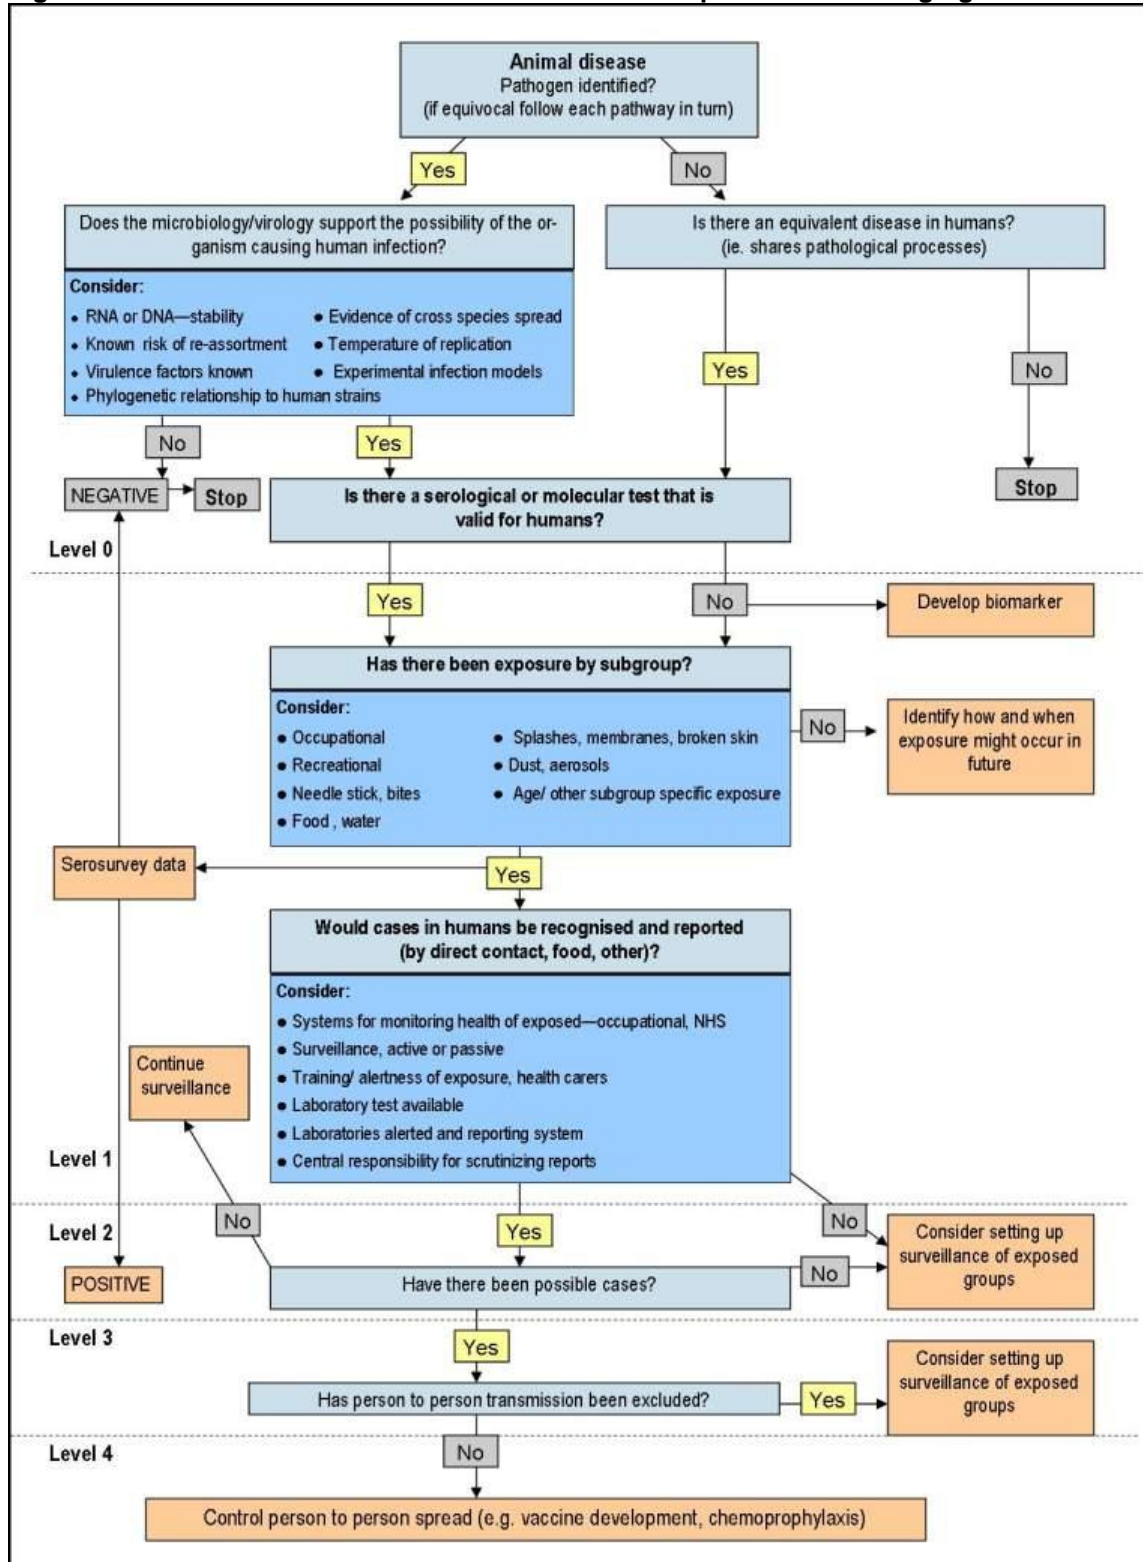 Animal disease
Pathogen identified?
(if equivocal follow each pathway in turn)
Yes
No
Does the microbiology/virology support the possibility of the or-
ganism causing human infection?
Is there an equivalent disease in humans?
(ie. shares pathological processes)
Consider:
• RNA or DNA—stability
• Evidence of cross species spread
• Known risk of re-assortment
• Temperature of replication
• Virulence factors known
• Experimental infection models
• Phylogenetic relationship to human strains
Yes
No
No
Yes
NEGATIVE
Stop
Is there a serological or molecular test that is
valid for humans?
Stop
Level 0
Yes
No
Develop biomarker
Has there been exposure by subgroup?
Consider:
• Occupational
• Splashes, membranes, broken skin
• Recreational
• Dust, aerosols
• Needle stick, bites
• Age/ other subgroup specific exposure
• Food , water
No
Identify how and when
exposure might occur in
future
Serosurvey data
Yes
Would cases in humans be recognised and reported
(by direct contact, food, other)?
Consider:
• Systems for monitoring health of exposed—occupational, NHS
• Surveillance, active or passive
• Training/ alertness of exposure, health carers
• Laboratory test available
• Laboratories alerted and reporting system
• Central responsibility for scrutinizing reports
Continue
surveillance
Level 1
No
Yes
No
Level 2
Consider setting up
surveillance of exposed
groups
POSITIVE
Have there been possible cases?
No
Level 3
Yes
Consider setting up
surveillance of exposed
groups
Has person to person transmission been excluded?
Yes
Level 4
No
Control person to person spread (e.g. vaccine development, chemoprophylaxis)